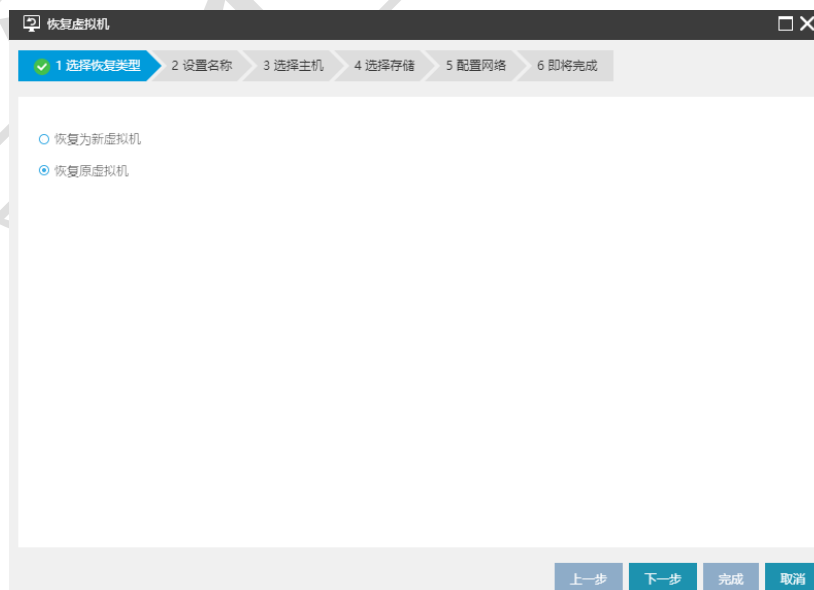 恢复虚拟机
1 选择恢复类型 2 设置名称 3 选择主机 4 选择存储 5 配置网络 6 即将完成
恢复为新虚拟机
恢复原虚拟机
上一步 下一步 完成 取消